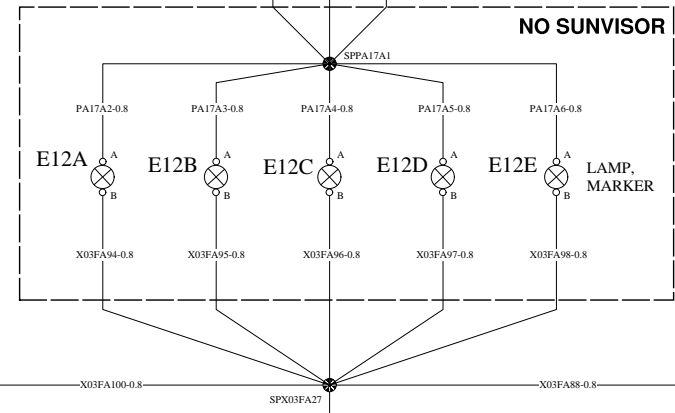 NO SUNVISOR
SPPA17A1
PA17A2-0.8 PA17A3-0.8 PA17A4-0.8 PA17A5-0.8 PA17A6-0.8
A A A A A
E12A E12B E12C E12D E12E
LAMP,
MARKER
B B B B B
X03FA94-0.8 X03FA95-0.8 X03FA96-0.8 X03FA97-0.8 X03FA98-0.8
X03FA100-0.8 X03FA88-0.8
SPX03FA27